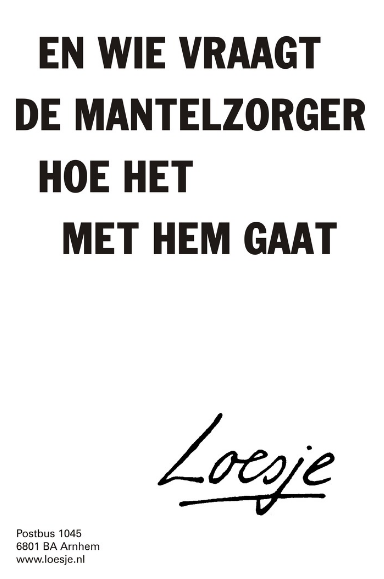 EN WIE VRAAGT
DE MANTELZORGER
HOE HET
MET HEM GAAT
Loesje
Postbus 1045
6801 BA Arnhem
www.loesje.nl